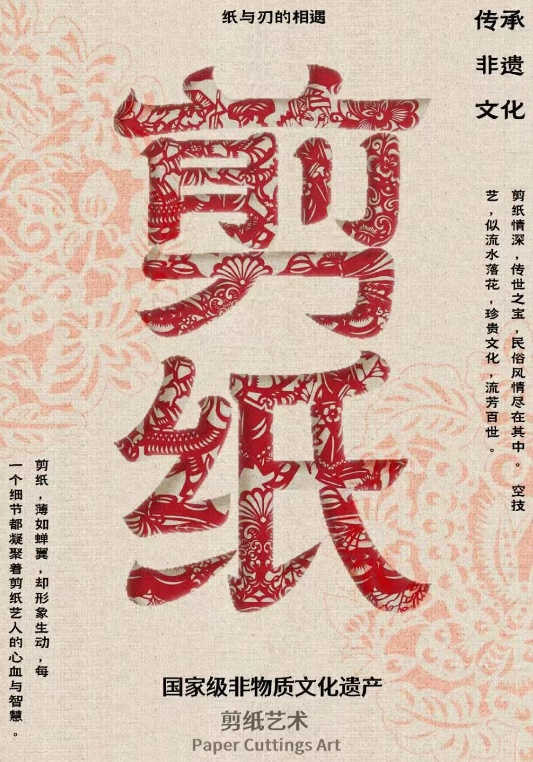 纸与刃的相遇
传承
非遗
文化
剪
纸
剪纸情深，传世之宝，民俗风情尽在其中。 空技
艺，似流水落花，珍贵文化，流芳百世。
剪纸，薄如蝉翼，却形象生动，每
一个细节都凝聚着剪纸艺人的心血与智慧。
国家级非物质文化遗产
剪纸艺术
Paper Cuttings Art